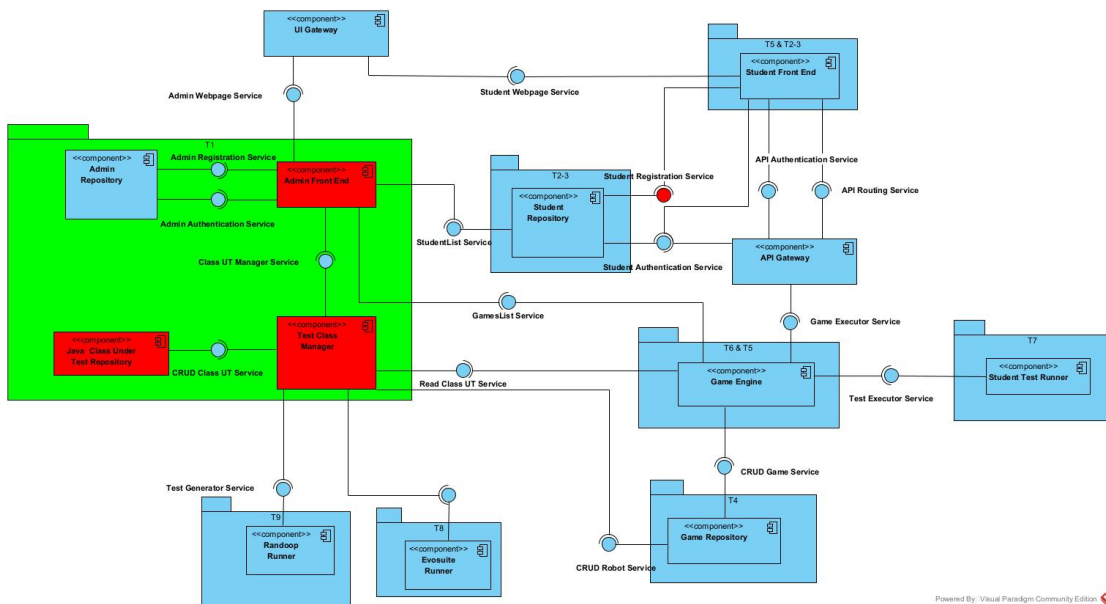 <<component>>
UI Gateway
T5 & T2-3
<<component>>
Student Front End
Student Webpage Service
Admin Webpage Service
T1
<<component>>
Admin
Repository
Admin Registration Service
<<component>>
Admin Front End
Admin Authentication Service
T2-3
<<component>>
Student
Repository
Student Registration Service
StudentList Service
Student Authentication Service
API Authentication Service
API Routing Service
<<component>>
API Gateway
Class UT Manager Service
GamesList Service
Game Executor Service
<<component>>
Java Class Under
Test Repository
CRUD Class UT Service
<<component>>
Test Class
Manager
Read Class UT Service
T6 & T5
<<component>>
Game Engine
Test Executor Service
T7
<<component>>
Student Test Runner
Test Generator Service
CRUD Game Service
T9
<<component>>
Randoop
Runner
T8
<<component>>
Evosuite
Runner
CRUD Robot Service
T4
<<component>>
Game Repository
Powered By: Visual Paradigm Community Edition